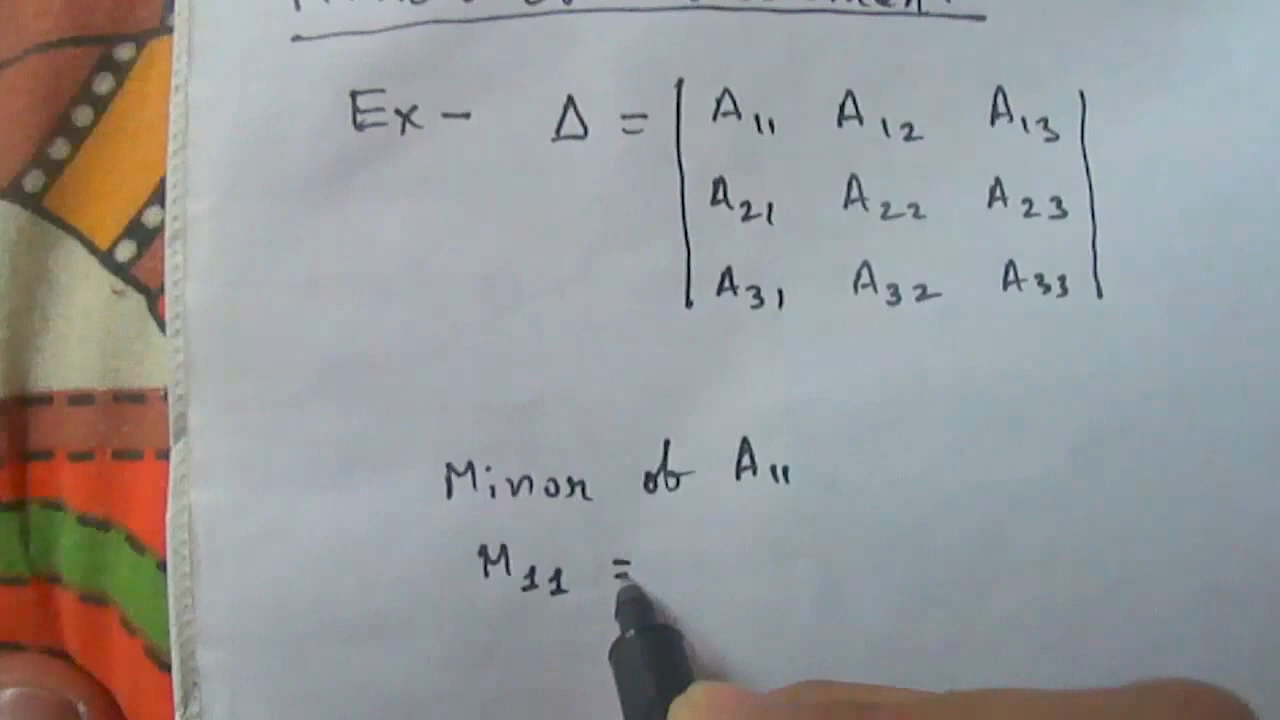 Ex - Δ = | A11 A12 A13 |
| A21 A22 A23 |
| A31 A32 A33 |
Minor of A11
M11 =